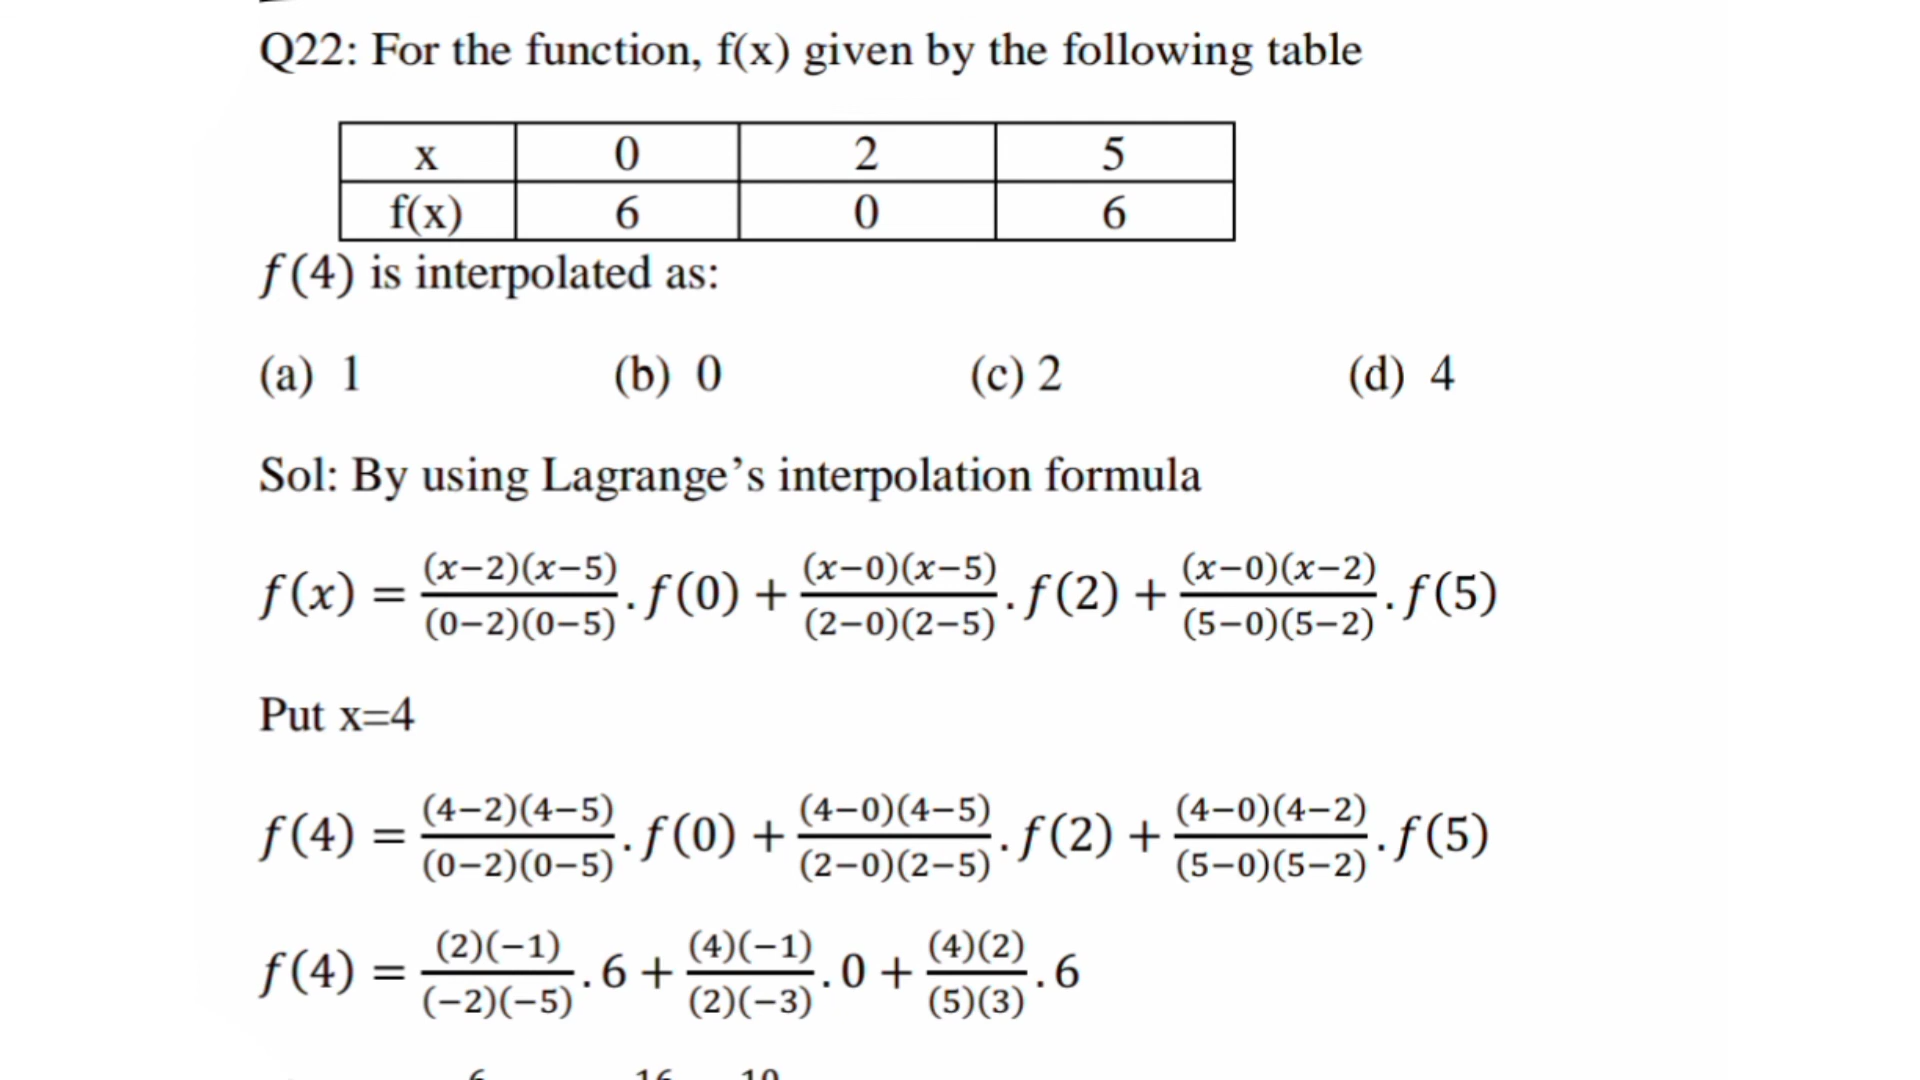 Q22: For the function, f(x) given by the following table
x 0 2 5
f(x) 6 0 6
f(4) is interpolated as:
(a) 1 (b) 0 (c) 2 (d) 4
Sol: By using Lagrange’s interpolation formula
f(x) = (x−2)(x−5)/(0−2)(0−5) . f(0) + (x−0)(x−5)/(2−0)(2−5) . f(2) + (x−0)(x−2)/(5−0)(5−2) . f(5)
Put x=4
f(4) = (4−2)(4−5)/(0−2)(0−5) . f(0) + (4−0)(4−5)/(2−0)(2−5) . f(2) + (4−0)(4−2)/(5−0)(5−2) . f(5)
f(4) = (2)(−1)/(−2)(−5) . 6 + (4)(−1)/(2)(−3) . 0 + (4)(2)/(5)(3) . 6